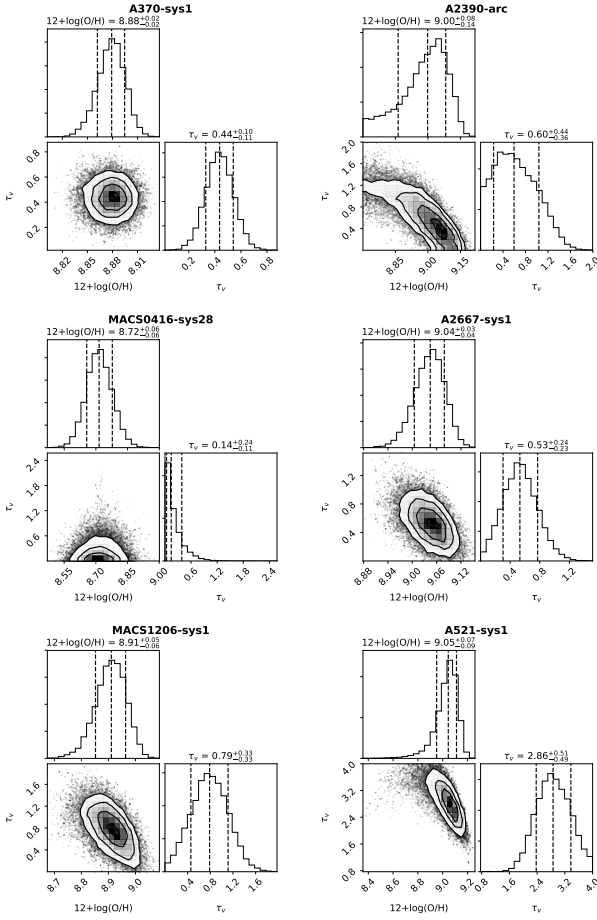 A370-sys1
12+log(O/H) = 8.88+0.02−0.02
τv = 0.44+0.10−0.11
0.8
0.6
0.4
0.2
τv
8.82 8.85 8.88 8.91
12+log(O/H)
0.2 0.4 0.6 0.8
τv
A2390-arc
12+log(O/H) = 9.00+0.08−0.14
τv = 0.60+0.44−0.36
2.0
1.6
1.2
0.8
0.4
τv
8.85 9.00 9.15
12+log(O/H)
0.4 0.8 1.2 1.6 2.0
τv
MACS0416-sys28
12+log(O/H) = 8.72+0.06−0.06
τv = 0.14+0.24−0.11
2.4
1.8
1.2
0.6
τv
8.55 8.70 8.85 9.00
12+log(O/H)
0.6 1.2 1.8 2.4
τv
A2667-sys1
12+log(O/H) = 9.04+0.03−0.04
τv = 0.53+0.24−0.23
1.2
0.8
0.4
τv
8.88 8.94 9.00 9.06 9.12
12+log(O/H)
0.4 0.8 1.2
τv
MACS1206-sys1
12+log(O/H) = 8.91+0.05−0.06
τv = 0.79+0.33−0.33
1.6
1.2
0.8
0.4
τv
8.7 8.8 8.9 9.0
12+log(O/H)
0.4 0.8 1.2 1.6
τv
A521-sys1
12+log(O/H) = 9.05+0.07−0.09
τv = 2.86+0.51−0.49
4.0
3.2
2.4
1.6
0.8
τv
8.4 8.6 8.8 9.0 9.2
12+log(O/H)
0.8 1.6 2.4 3.2 4.0
τv